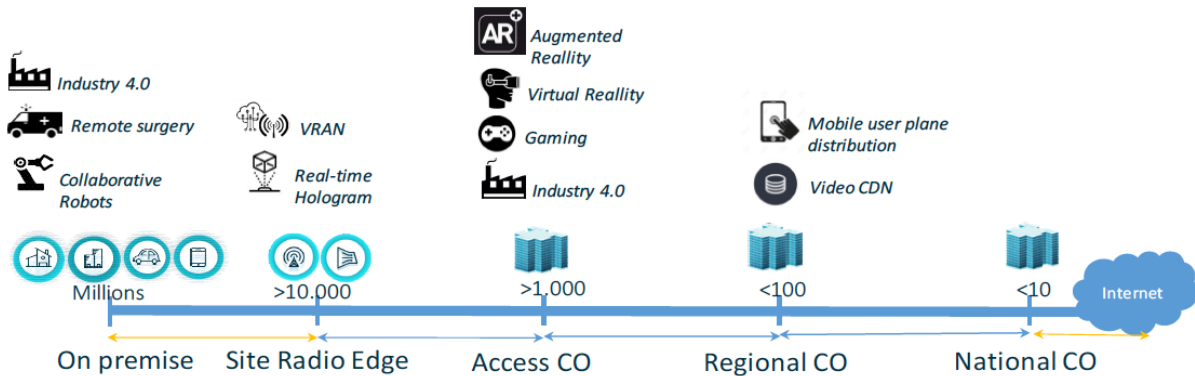 Industry 4.0
Remote surgery
Collaborative
Robots
VRAN
Real-time
Hologram
AR+
Augmented
Reallity
Virtual Reallity
Gaming
Industry 4.0
Mobile user plane
distribution
Video CDN
Millions
>10.000
>1.000
<100
<10
Internet
On premise
Site Radio Edge
Access CO
Regional CO
National CO